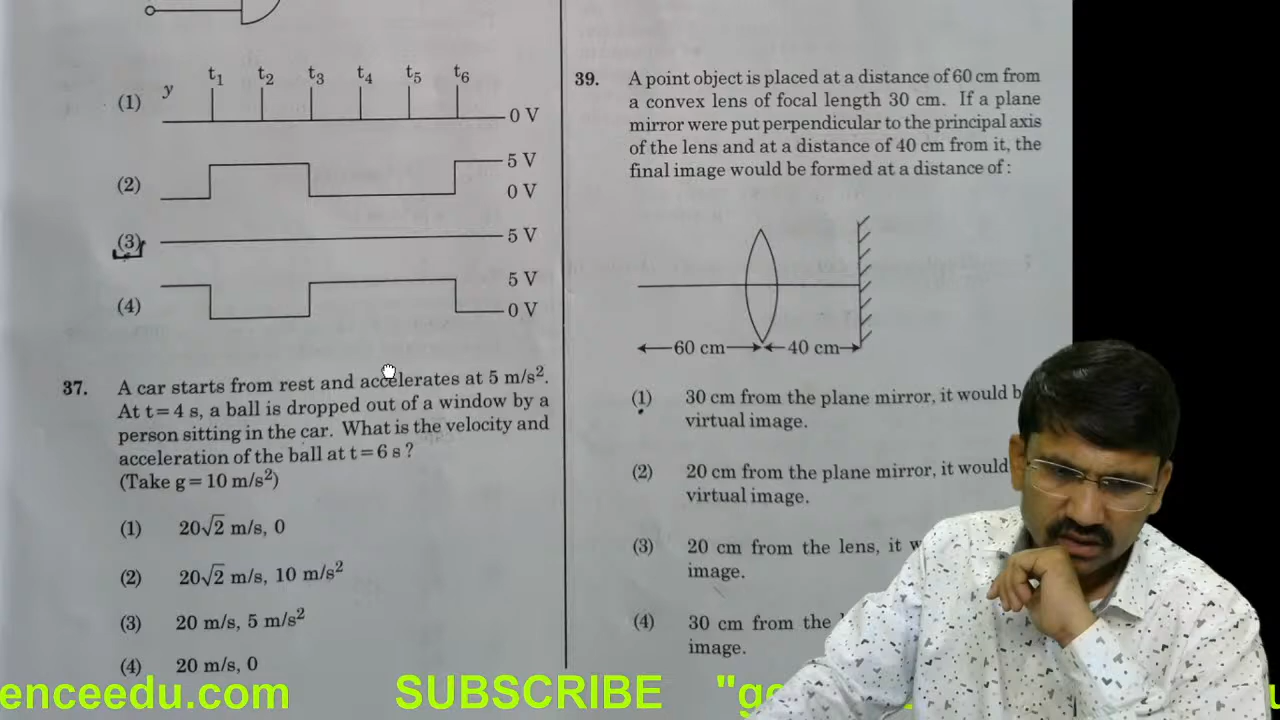 t1 t2 t3 t4 t5 t6
y
(1) 0 V
5 V
(2) 0 V
(3) 5 V
5 V
(4) 0 V
37. A car starts from rest and accelerates at 5 m/s².
At t = 4 s, a ball is dropped out of a window by a
person sitting in the car. What is the velocity and
acceleration of the ball at t = 6 s ?
(Take g = 10 m/s²)
(1) 20√2 m/s, 0
(2) 20√2 m/s, 10 m/s²
(3) 20 m/s, 5 m/s²
(4) 20 m/s, 0
39. A point object is placed at a distance of 60 cm from
a convex lens of focal length 30 cm. If a plane
mirror were put perpendicular to the principal axis
of the lens and at a distance of 40 cm from it, the
final image would be formed at a distance of :
60 cm 40 cm
(1) 30 cm from the plane mirror, it would
virtual image.
(2) 20 cm from the plane mirror, it would
virtual image.
(3) 20 cm from the lens, it
image.
(4) 30 cm from the
image.
enceedu.com SUBSCRIBE